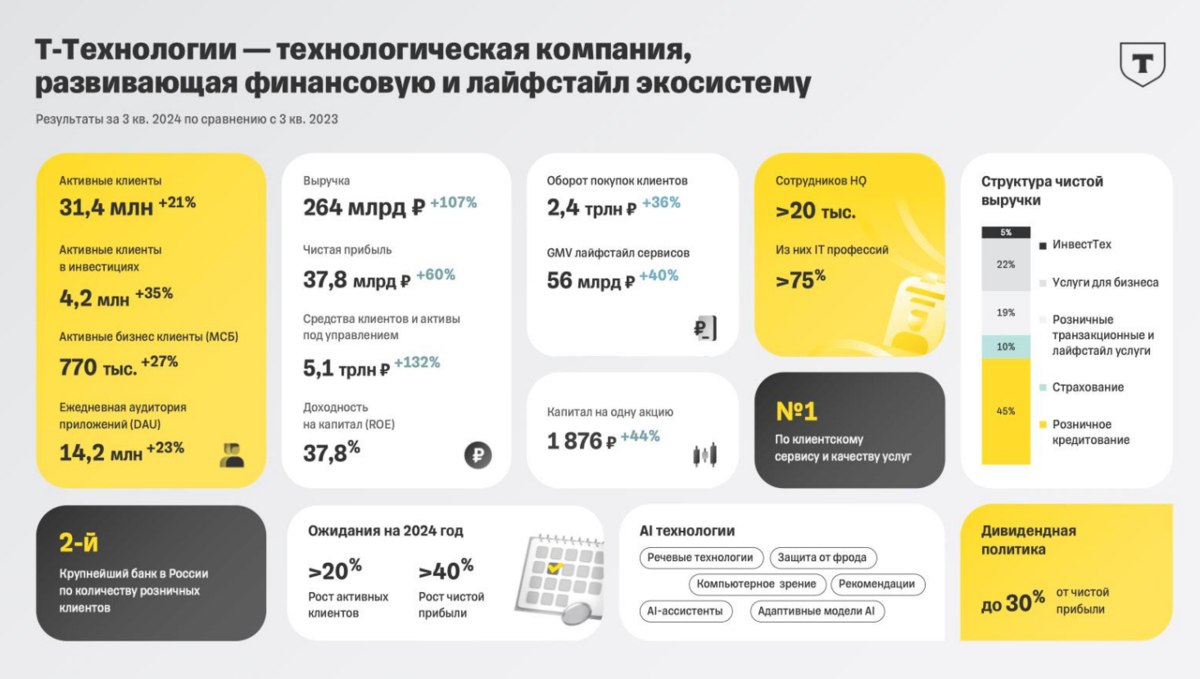 Т-Технологии — технологическая компания,
развивающая финансовую и лайфстайл экосистему
Результаты за 3 кв. 2024 по сравнению с 3 кв. 2023
Т
Активные клиенты
31,4 млн +21%
Активные клиенты
в инвестициях
4,2 млн +35%
Активные бизнес клиенты (МСБ)
770 тыс. +27%
Ежедневная аудитория
приложений (DAU)
14,2 млн +23%
Выручка
264 млрд ₽ +107%
Чистая прибыль
37,8 млрд ₽ +60%
Средства клиентов и активы
под управлением
5,1 трлн ₽ +132%
Доходность
на капитал (ROE)
37,8%
₽
Оборот покупок клиентов
2,4 трлн ₽ +36%
GMV лайфстайл сервисов
56 млрд ₽ +40%
₽
Капитал на одну акцию
1 876 ₽ +44%
Сотрудников HQ
>20 тыс.
Из них IT профессий
>75%
№1
По клиентскому
сервису и качеству услуг
Структура чистой
выручки
5%
22%
19%
10%
45%
ИнвестТех
Услуги для бизнеса
Розничные
транзакционные и
лайфстайл услуги
Страхование
Розничное
кредитование
2-й
Крупнейший банк в России
по количеству розничных
клиентов
Ожидания на 2024 год
>20%
Рост активных
клиентов
>40%
Рост чистой
прибыли
AI технологии
Речевые технологии
Защита от фрода
Компьютерное зрение
Рекомендации
AI-ассистенты
Адаптивные модели AI
Дивидендная
политика
до 30% от чистой
прибыли